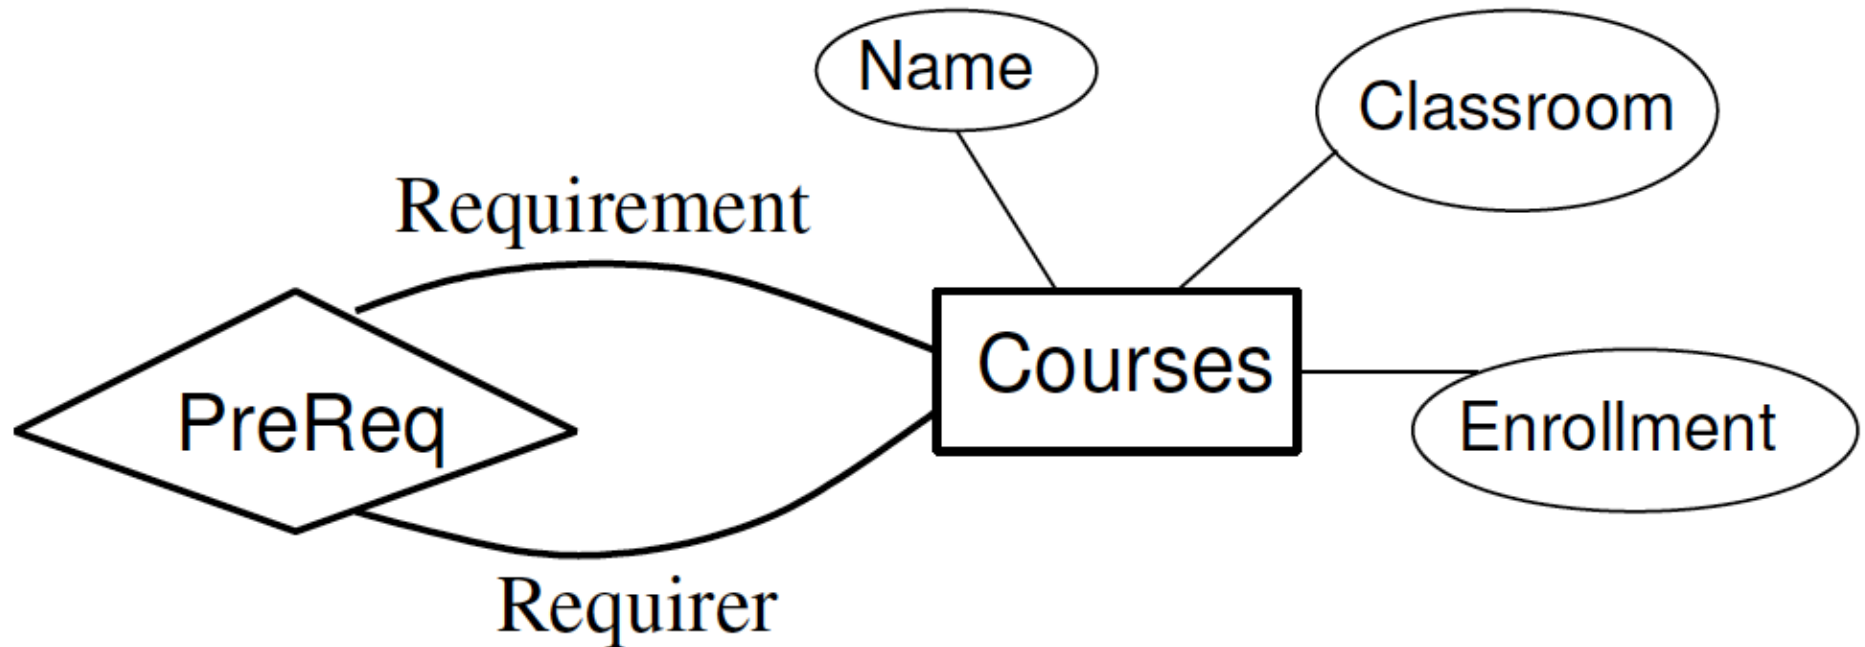 Name
Classroom
Requirement
Courses
PreReq
Enrollment
Requirer